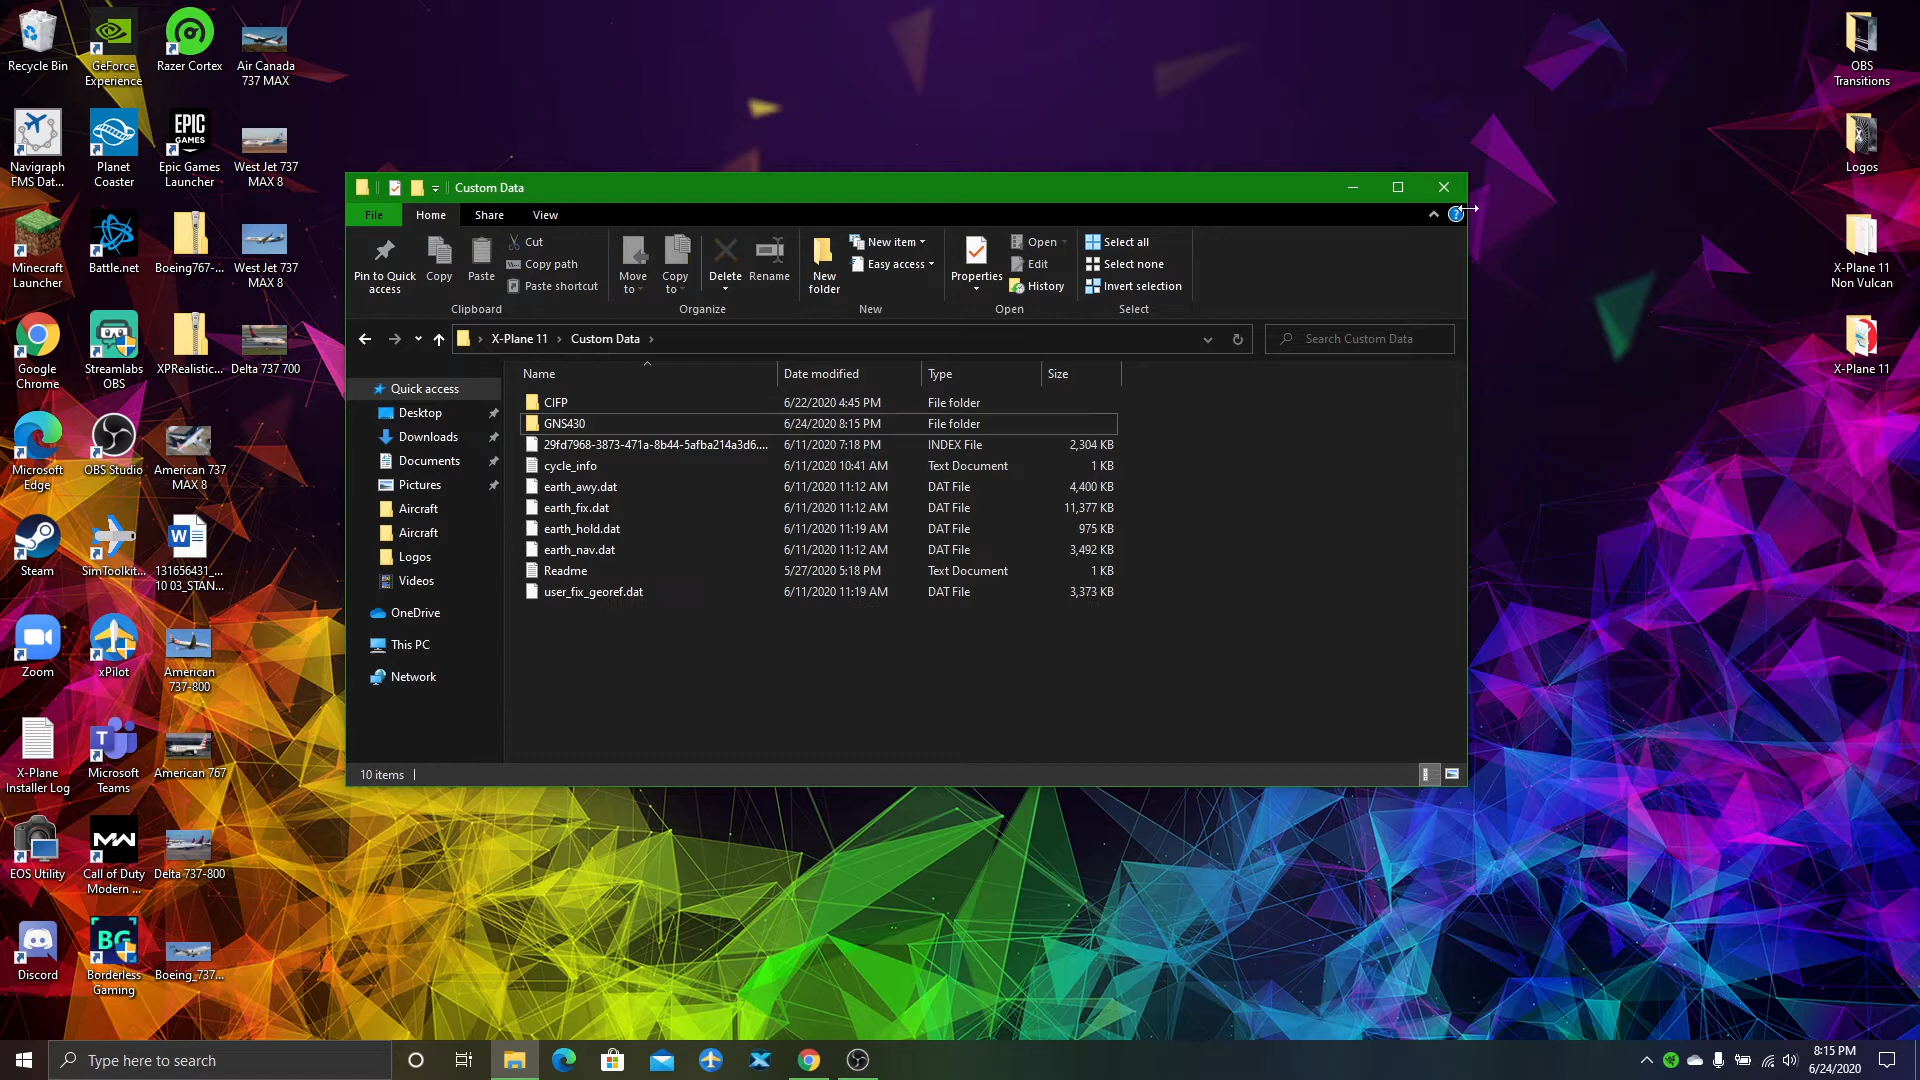 Recycle Bin
GeForce
Experience
Razer Cortex
Air Canada
737 MAX
Navigraph
FMS Dat...
Planet
Coaster
EPIC
GAMES
Epic Games
Launcher
West Jet 737
MAX 8
Minecraft
Launcher
Battle.net
Boeing767-...
West Jet 737
MAX 8
Google
Chrome
Streamlabs
OBS
XPRealistic...
Delta 737 700
Microsoft
Edge
OBS Studio
American 737
MAX 8
Steam
SimToolkit...
131656431_...
10 03_STAN...
Zoom
xPilot
American
737-800
X-Plane
Installer Log
Microsoft
Teams
American 767
EOS Utility
MW
Call of Duty
Modern ...
Delta 737-800
Discord
BG
Borderless
Gaming
Boeing_737...
OBS
Transitions
Logos
X-Plane 11
Non Vulcan
X-Plane 11
Custom Data
File
Home
Share
View
Pin to Quick
access
Copy
Paste
Cut
Copy path
Paste shortcut
Clipboard
Move
to
Copy
to
Delete
Rename
Organize
New
folder
New item
Easy access
New
Properties
Open
Edit
History
Open
Select all
Select none
Invert selection
Select
X-Plane 11 › Custom Data ›
Search Custom Data
Quick access
Desktop
Downloads
Documents
Pictures
Aircraft
Aircraft
Logos
Videos
OneDrive
This PC
Network
Name Date modified Type Size
CIFP 6/22/2020 4:45 PM File folder
GNS430 6/24/2020 8:15 PM File folder
29fd7968-3873-471a-8b44-5afba214a3d6.... 6/11/2020 7:18 PM INDEX File 2,304 KB
cycle_info 6/11/2020 10:41 AM Text Document 1 KB
earth_awy.dat 6/11/2020 11:12 AM DAT File 4,400 KB
earth_fix.dat 6/11/2020 11:12 AM DAT File 11,377 KB
earth_hold.dat 6/11/2020 11:19 AM DAT File 975 KB
earth_nav.dat 6/11/2020 11:12 AM DAT File 3,492 KB
Readme 5/27/2020 5:18 PM Text Document 1 KB
user_fix_georef.dat 6/11/2020 11:19 AM DAT File 3,373 KB
10 items
Type here to search
8:15 PM
6/24/2020